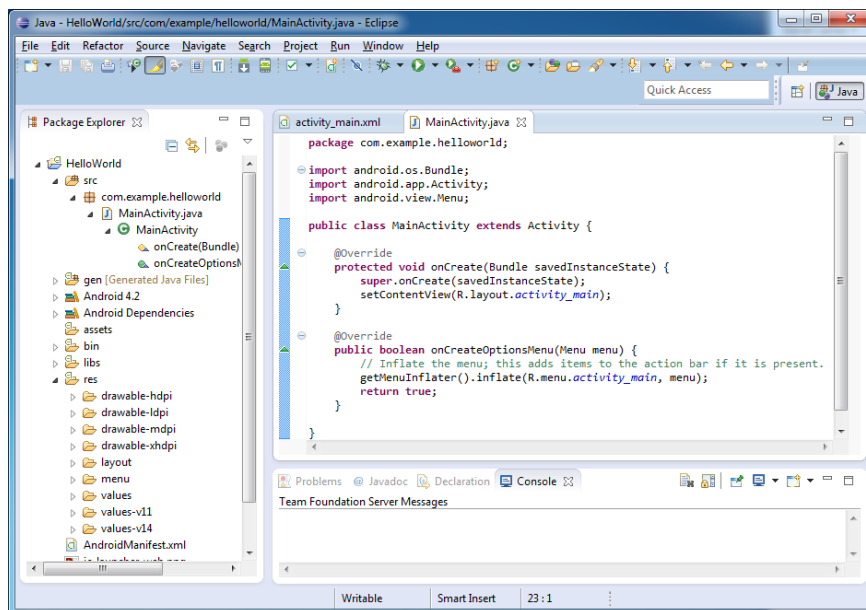 Java - HelloWorld/src/com/example/helloworld/MainActivity.java - Eclipse
File Edit Refactor Source Navigate Search Project Run Window Help
Quick Access
Java
Package Explorer
HelloWorld
src
com.example.helloworld
MainActivity.java
MainActivity
onCreate(Bundle)
onCreateOptionsM
gen [Generated Java Files]
Android 4.2
Android Dependencies
assets
bin
libs
res
drawable-hdpi
drawable-ldpi
drawable-mdpi
drawable-xhdpi
layout
menu
values
values-v11
values-v14
AndroidManifest.xml
activity_main.xml MainActivity.java
package com.example.helloworld;
import android.os.Bundle;
import android.app.Activity;
import android.view.Menu;
public class MainActivity extends Activity {
@Override
protected void onCreate(Bundle savedInstanceState) {
super.onCreate(savedInstanceState);
setContentView(R.layout.activity_main);
}
@Override
public boolean onCreateOptionsMenu(Menu menu) {
// Inflate the menu; this adds items to the action bar if it is present.
getMenuInflater().inflate(R.menu.activity_main, menu);
return true;
}
}
Problems @ Javadoc Declaration Console
Team Foundation Server Messages
Writable Smart Insert 23 : 1